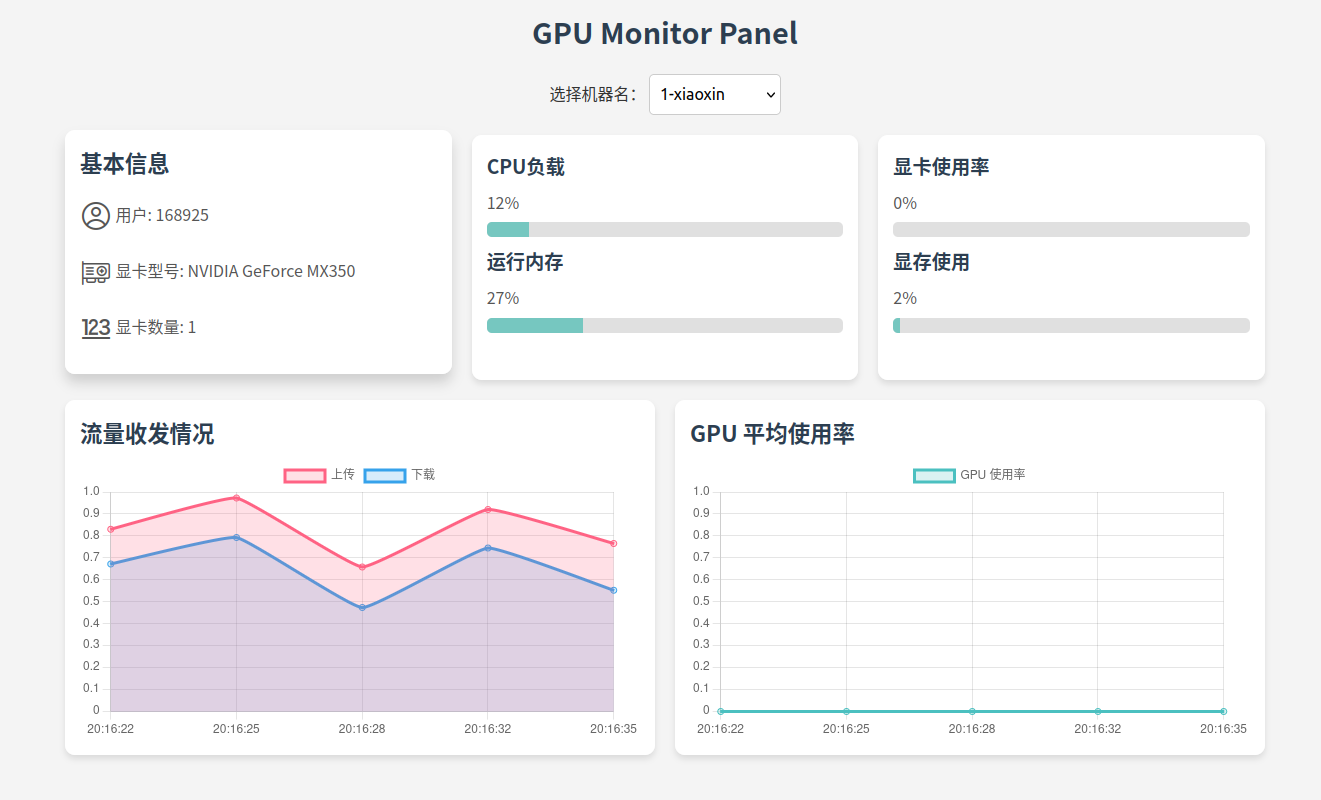 GPU Monitor Panel
选择机器名：
1-xiaoxin
基本信息
用户: 168925
显卡型号: NVIDIA GeForce MX350
123 显卡数量: 1
CPU负载
12%
运行内存
27%
显卡使用率
0%
显存使用
2%
流量收发情况
上传 下载
1.0
0.9
0.8
0.7
0.6
0.5
0.4
0.3
0.2
0.1
0
20:16:22 20:16:25 20:16:28 20:16:32 20:16:35
GPU 平均使用率
GPU 使用率
1.0
0.9
0.8
0.7
0.6
0.5
0.4
0.3
0.2
0.1
0
20:16:22 20:16:25 20:16:28 20:16:32 20:16:35